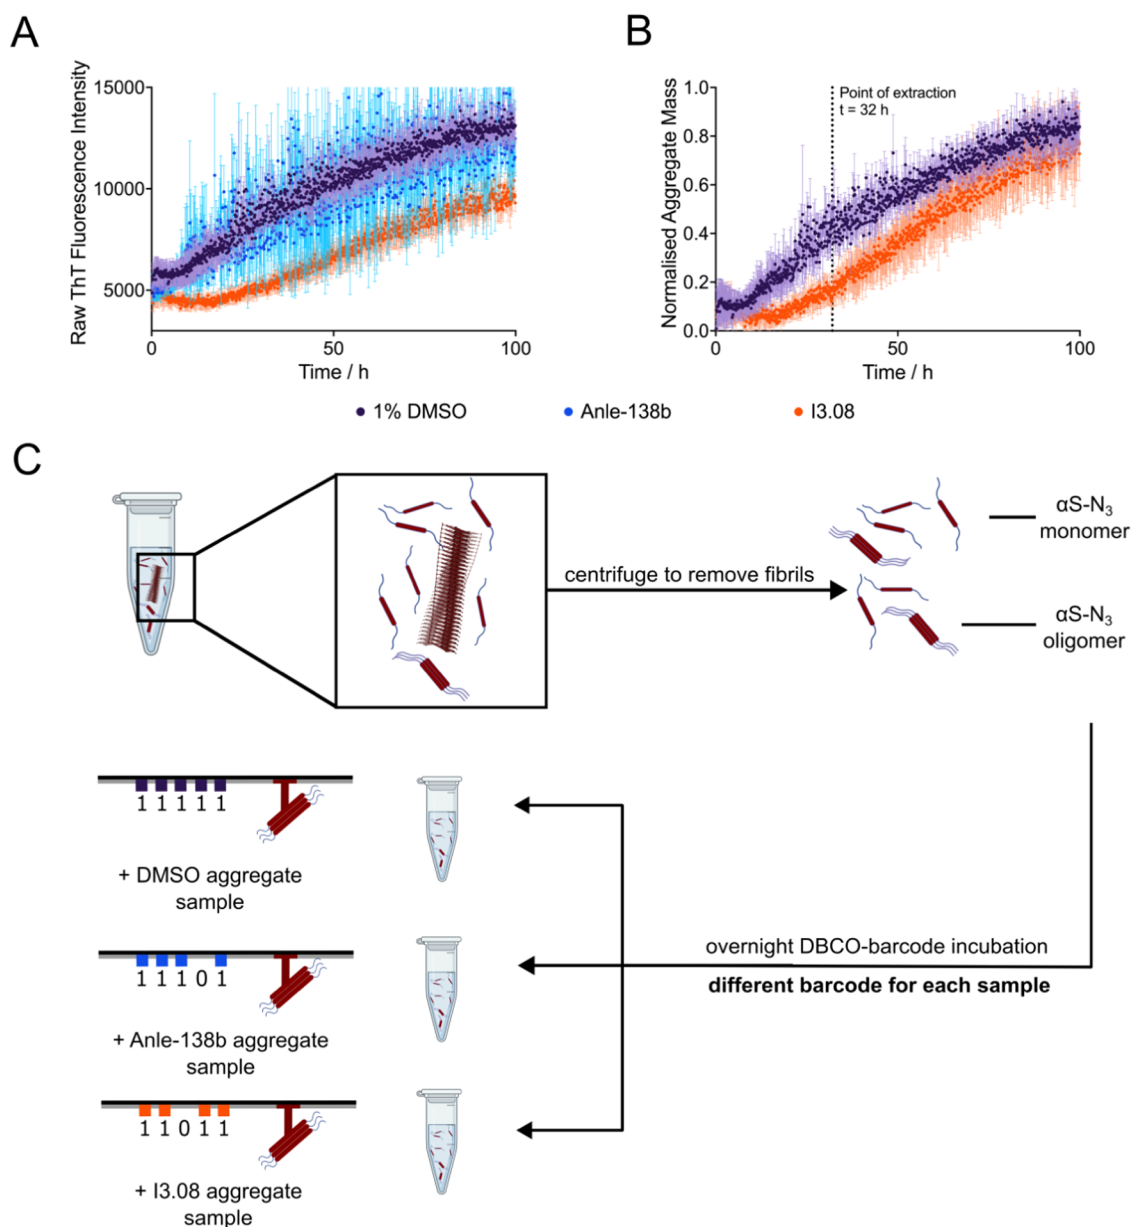 A
Raw ThT Fluorescence Intensity
15000
10000
5000
0
50
100
Time / h
B
Normalised Aggregate Mass
1.0
0.8
0.6
0.4
0.2
0.0
Point of extraction
t = 32 h
0
50
100
Time / h
1% DMSO
Anle-138b
I3.08
C
centrifuge to remove fibrils
αS-N₃
monomer
αS-N₃
oligomer
1 1 1 1 1
+ DMSO aggregate
sample
overnight DBCO-barcode incubation
different barcode for each sample
1 1 1 0 1
+ Anle-138b aggregate
sample
1 1 0 1 1
+ I3.08 aggregate
sample